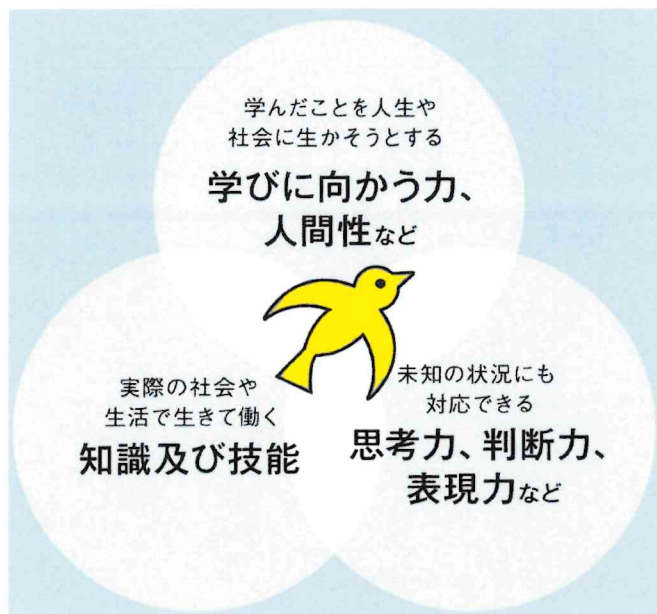 学んだことを人生や
社会に生かそうとする
学びに向かう力、
人間性など
実際の社会や
生活で生きて働く
知識及び技能
未知の状況にも
対応できる
思考力、判断力、
表現力など